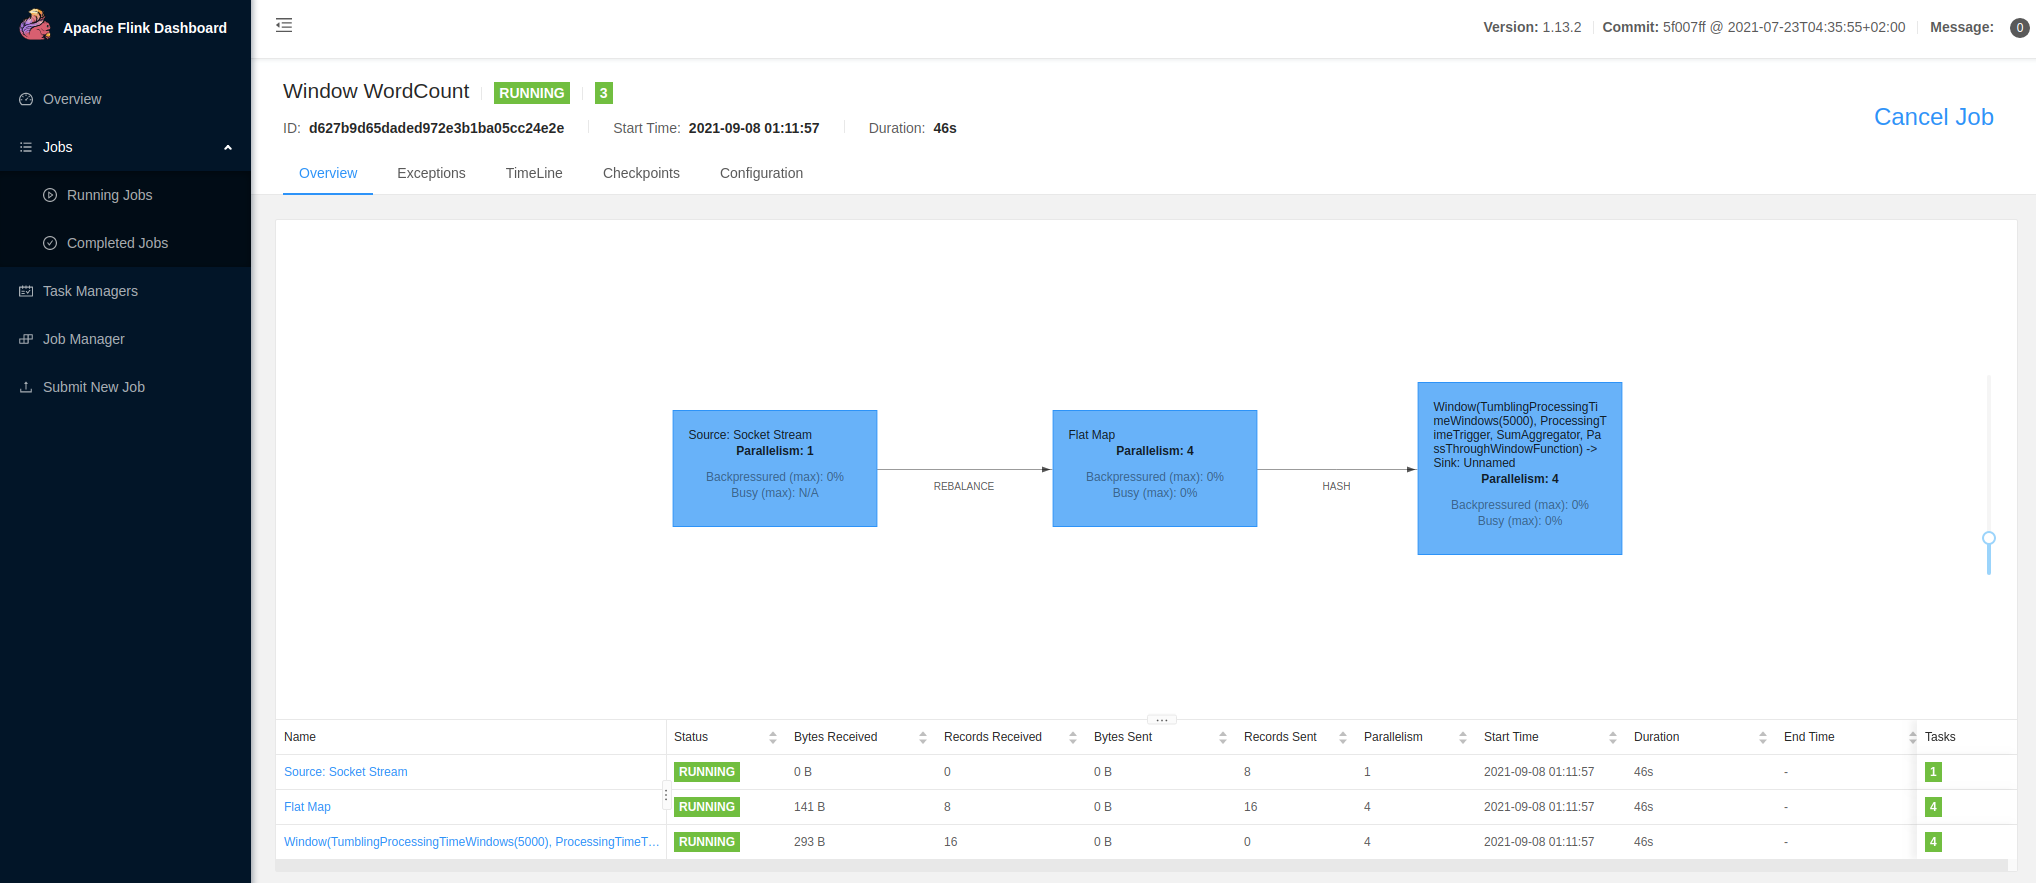 Apache Flink Dashboard
Version: 1.13.2 Commit: 5f007ff @ 2021-07-23T04:35:55+02:00 Message: 0
Overview
Jobs
Running Jobs
Completed Jobs
Task Managers
Job Manager
Submit New Job
Window WordCount RUNNING 3
ID: d627b9d65daded972e3b1ba05cc24e2e Start Time: 2021-09-08 01:11:57 Duration: 46s
Cancel Job
Overview Exceptions TimeLine Checkpoints Configuration
Source: Socket Stream
Parallelism: 1
Backpressured (max): 0%
Busy (max): N/A
REBALANCE
Flat Map
Parallelism: 4
Backpressured (max): 0%
Busy (max): 0%
HASH
Window(TumblingProcessingTi
meWindows(5000), ProcessingT
imeTrigger, SumAggregator, Pa
ssThroughWindowFunction) ->
Sink: Unnamed
Parallelism: 4
Backpressured (max): 0%
Busy (max): 0%
Name Status Bytes Received Records Received Bytes Sent Records Sent Parallelism Start Time Duration End Time Tasks
Source: Socket Stream RUNNING 0 B 0 0 B 8 1 2021-09-08 01:11:57 46s - 1
Flat Map RUNNING 141 B 8 0 B 16 4 2021-09-08 01:11:57 46s - 4
Window(TumblingProcessingTimeWindows(5000), ProcessingTimeT... RUNNING 293 B 16 0 B 0 4 2021-09-08 01:11:57 46s - 4